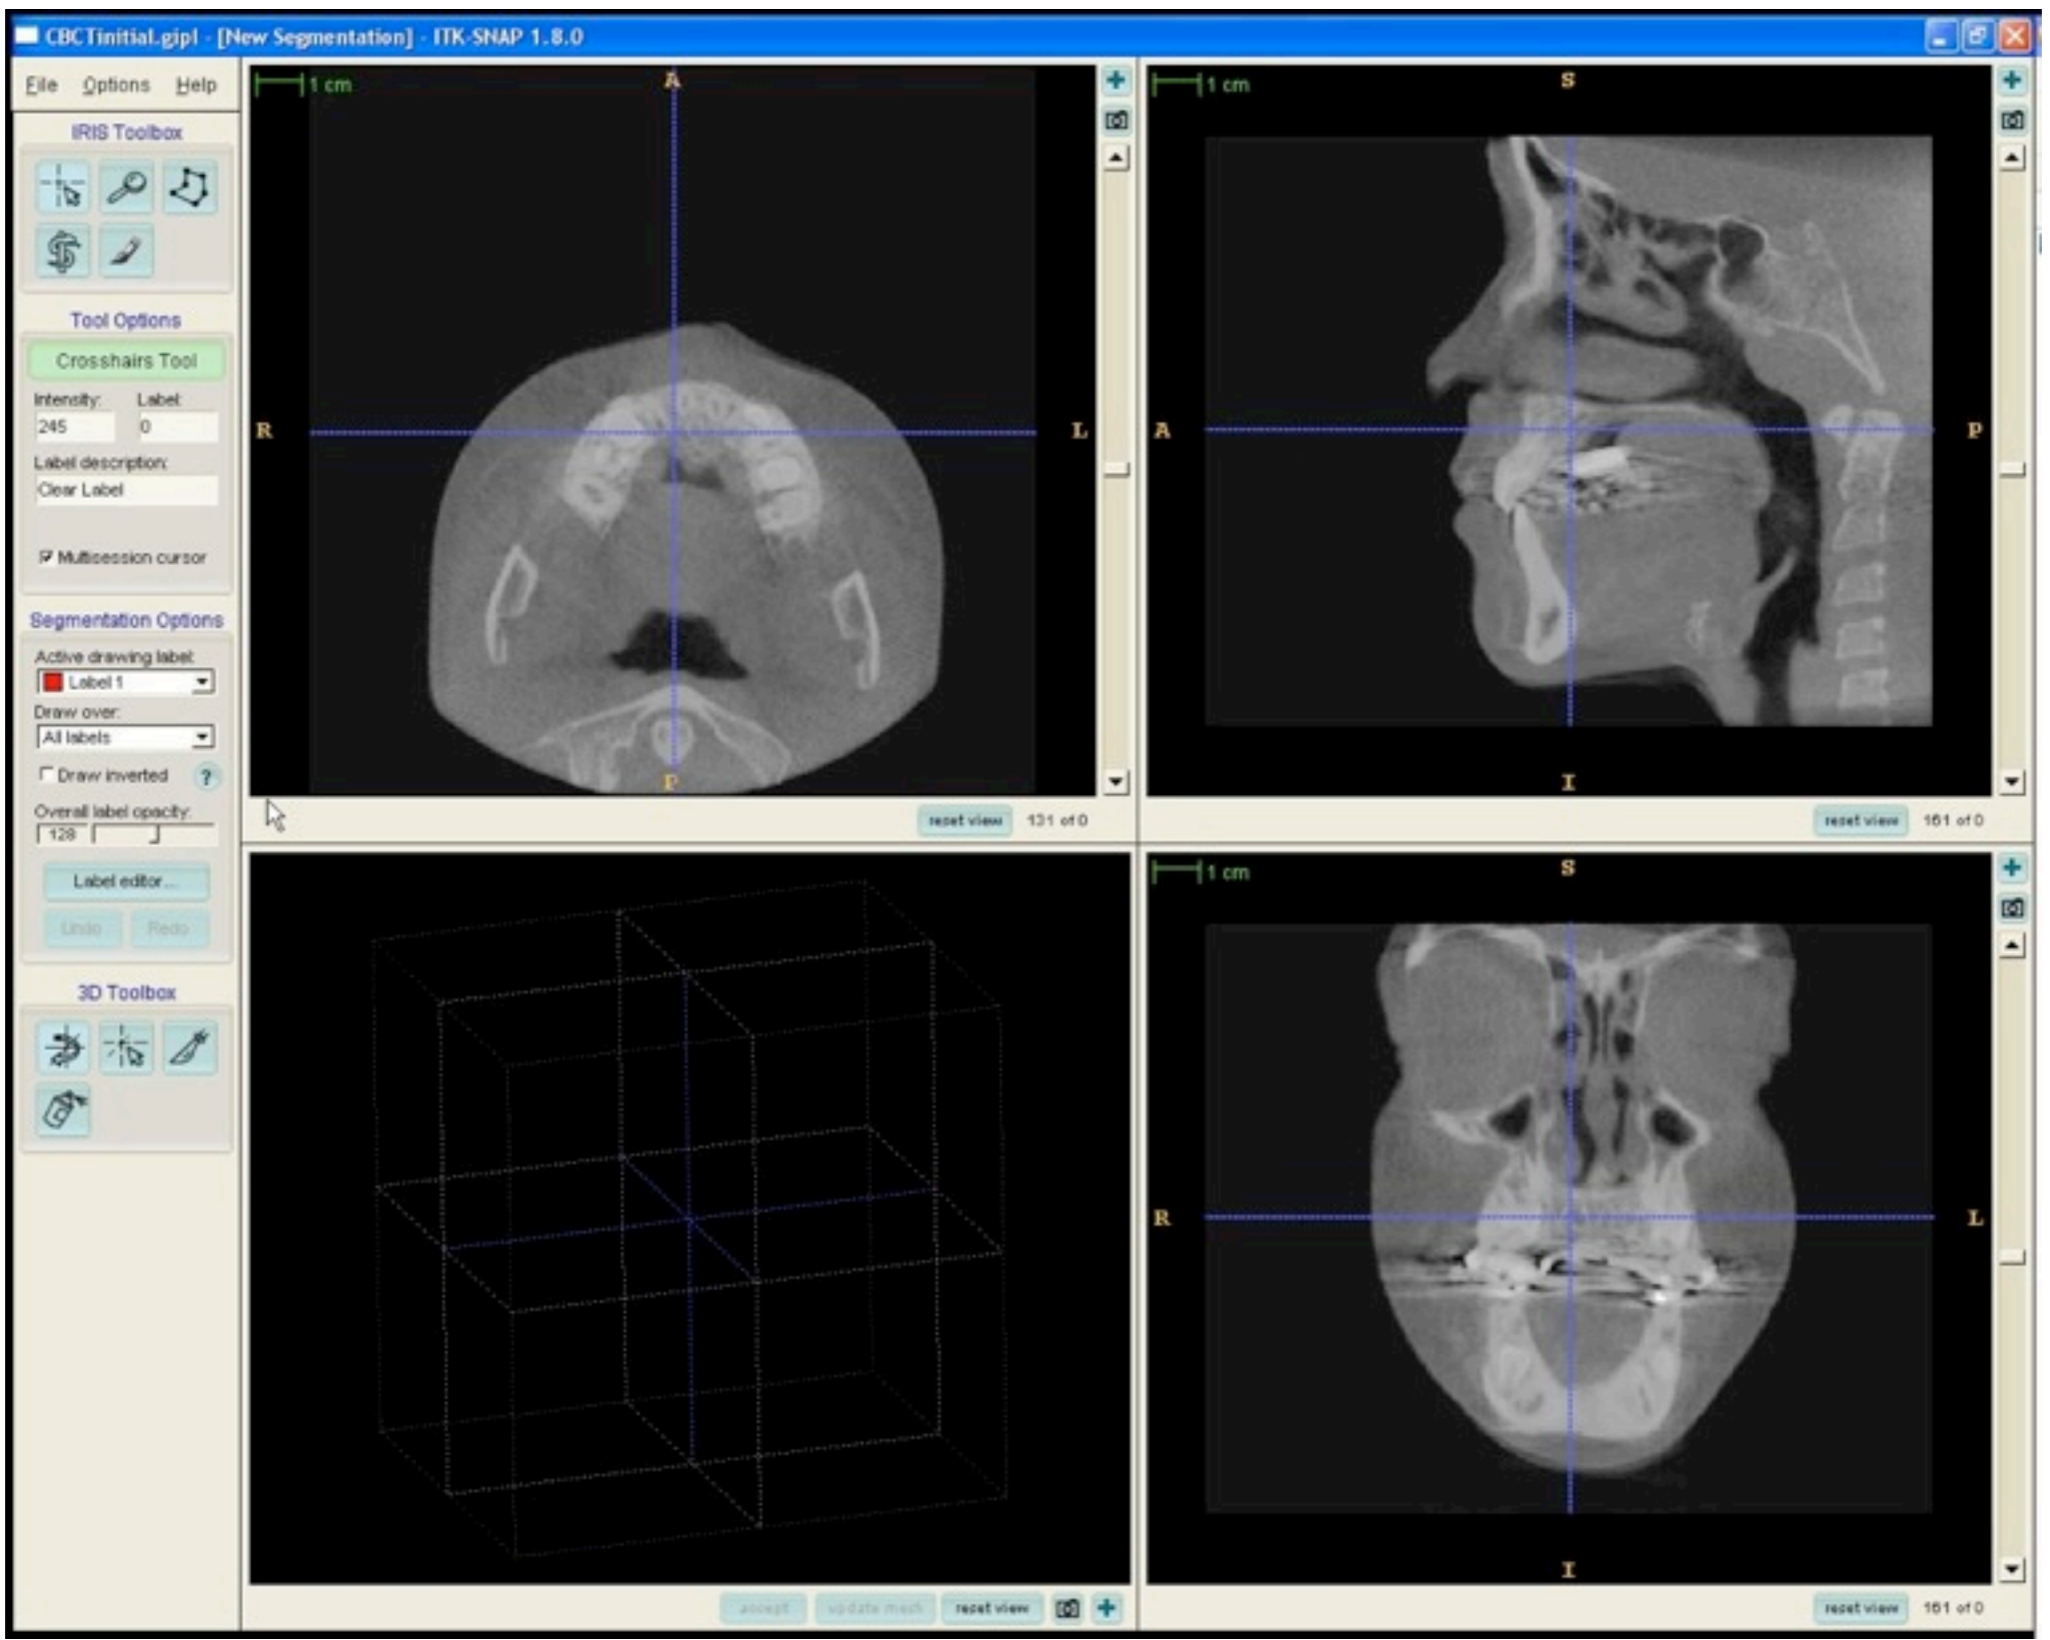 CBCTinitial.gipl - [New Segmentation] - ITK-SNAP 1.8.0
File Options Help
IRIS Toolbox
Tool Options
Crosshairs Tool
Intensity: Label:
245 0
Label description:
Clear Label
Multisession cursor
Segmentation Options
Active drawing label:
Label 1
Draw over:
All labels
Draw inverted ?
Overall label opacity:
128
Label editor...
Undo Redo
3D Toolbox
1 cm
A
R
L
P
reset view 131 of 0
1 cm
S
A
P
I
reset view 161 of 0
accept update mesh reset view
1 cm
S
R
L
I
reset view 161 of 0